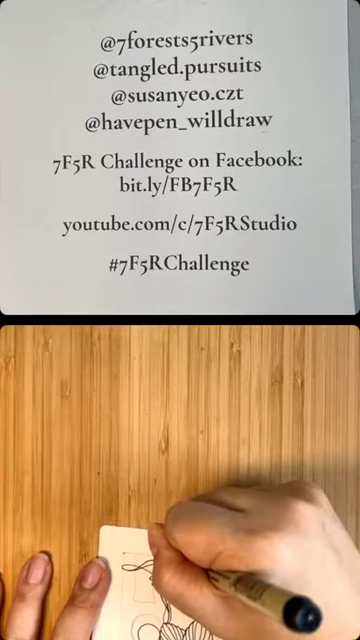 @7forests5rivers
@tangled.pursuits
@susanyeo.czt
@havepen_willdraw
7F5R Challenge on Facebook:
bit.ly/FB7F5R
youtube.com/c/7F5RStudio
#7F5RChallenge